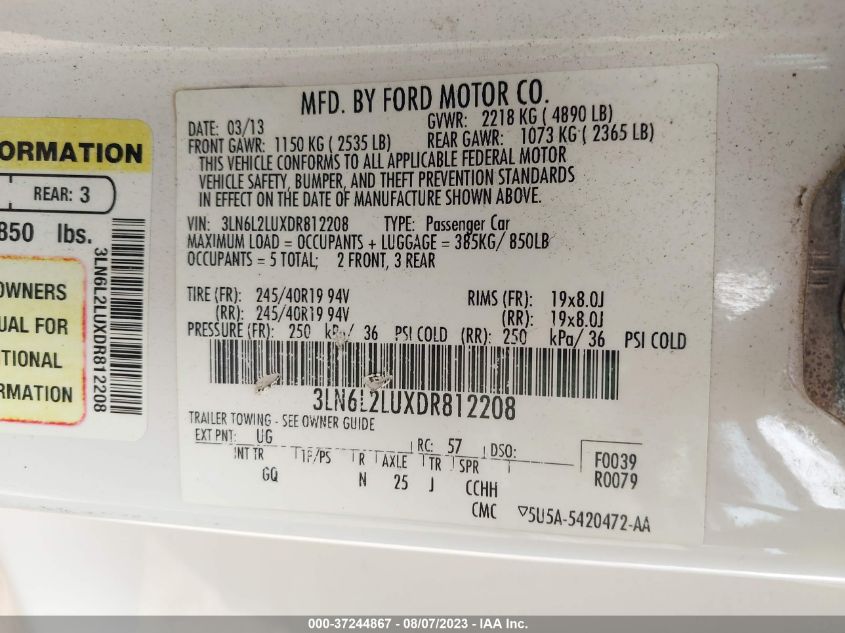 MFD. BY FORD MOTOR CO.
DATE: 03/13 GVWR: 2218 KG ( 4890 LB)
FRONT GAWR: 1150 KG ( 2535 LB) REAR GAWR: 1073 KG ( 2365 LB)
THIS VEHICLE CONFORMS TO ALL APPLICABLE FEDERAL MOTOR
VEHICLE SAFETY, BUMPER, AND THEFT PREVENTION STANDARDS
IN EFFECT ON THE DATE OF MANUFACTURE SHOWN ABOVE.
VIN: 3LN6L2LUXDR812208 TYPE: Passenger Car
MAXIMUM LOAD = OCCUPANTS + LUGGAGE = 385KG/ 850LB
OCCUPANTS = 5 TOTAL; 2 FRONT, 3 REAR
TIRE (FR): 245/40R19 94V RIMS (FR): 19x8.0J
(RR): 245/40R19 94V (RR): 19x8.0J
PRESSURE (FR): 250 kPa/ 36 PSI COLD (RR): 250 kPa/ 36 PSI COLD
3LN6L2LUXDR812208
TRAILER TOWING - SEE OWNER GUIDE
EXT PNT: UG RC: 57 DSO:
INT TR TP/PS R AXLE TR SPR
GQ N 25 J CCHH
F0039
R0079
CMC ▽5U5A-5420472-AA
ORMATION
REAR: 3
850 lbs.
OWNERS
UAL FOR
TIONAL
RMATION
3LN6L2LUXDR812208
000-37244867 - 08/07/2023 - IAA Inc.